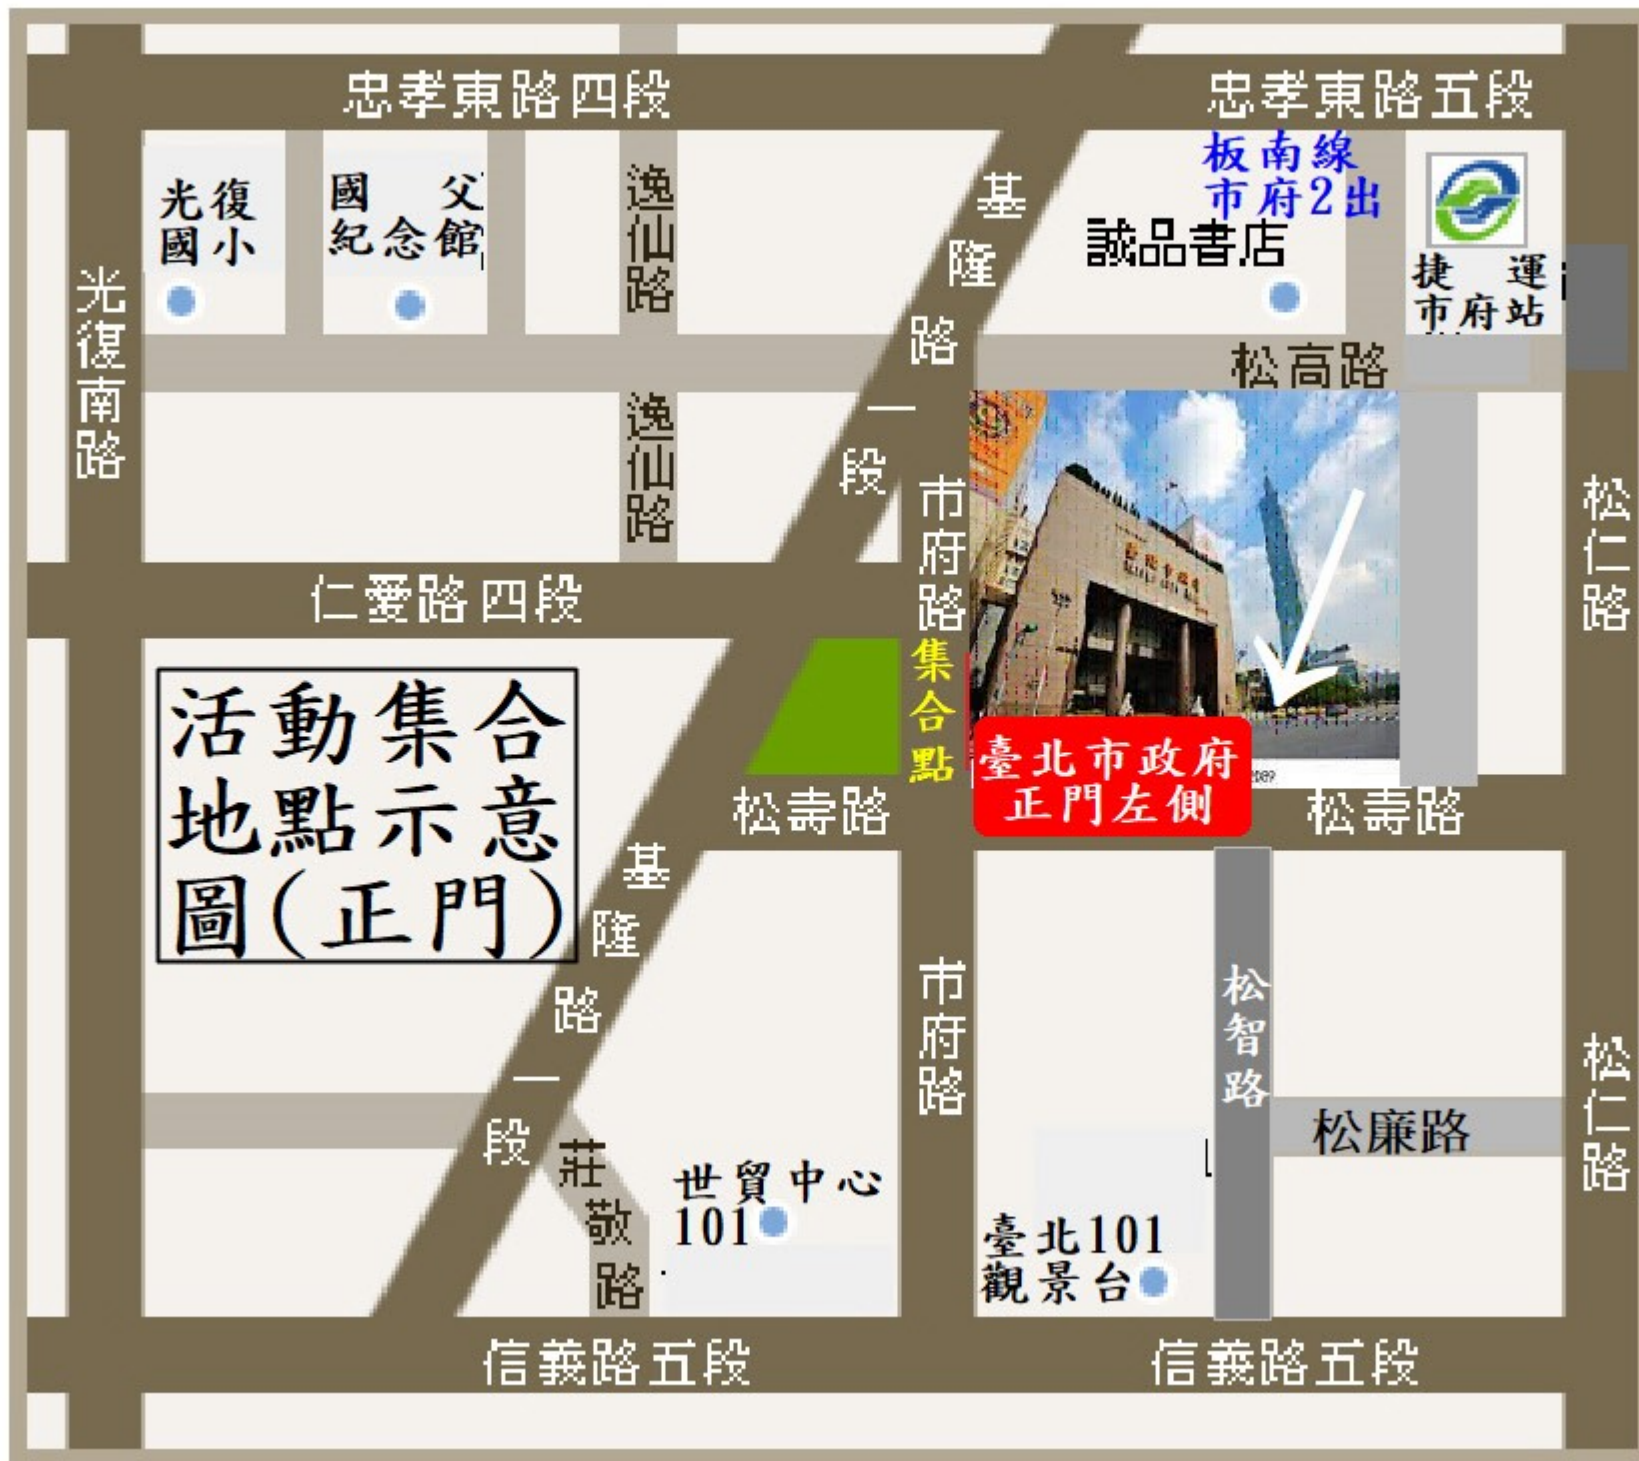 忠孝東路四段
忠孝東路五段
板南線
市府2出
光復
國小
國 父
紀念館
逸仙路
基隆路一段
誠品書店
捷 運
市府站
光復南路
松高路
逸仙路
市府路
松仁路
仁愛路四段
集合點
活動集合
地點示意
圖(正門)
臺北市政府
正門左側
松壽路
松壽路
基隆路一段
市府路
松智路
松仁路
松廉路
莊敬路
世貿中心
101
臺北101
觀景台
信義路五段
信義路五段